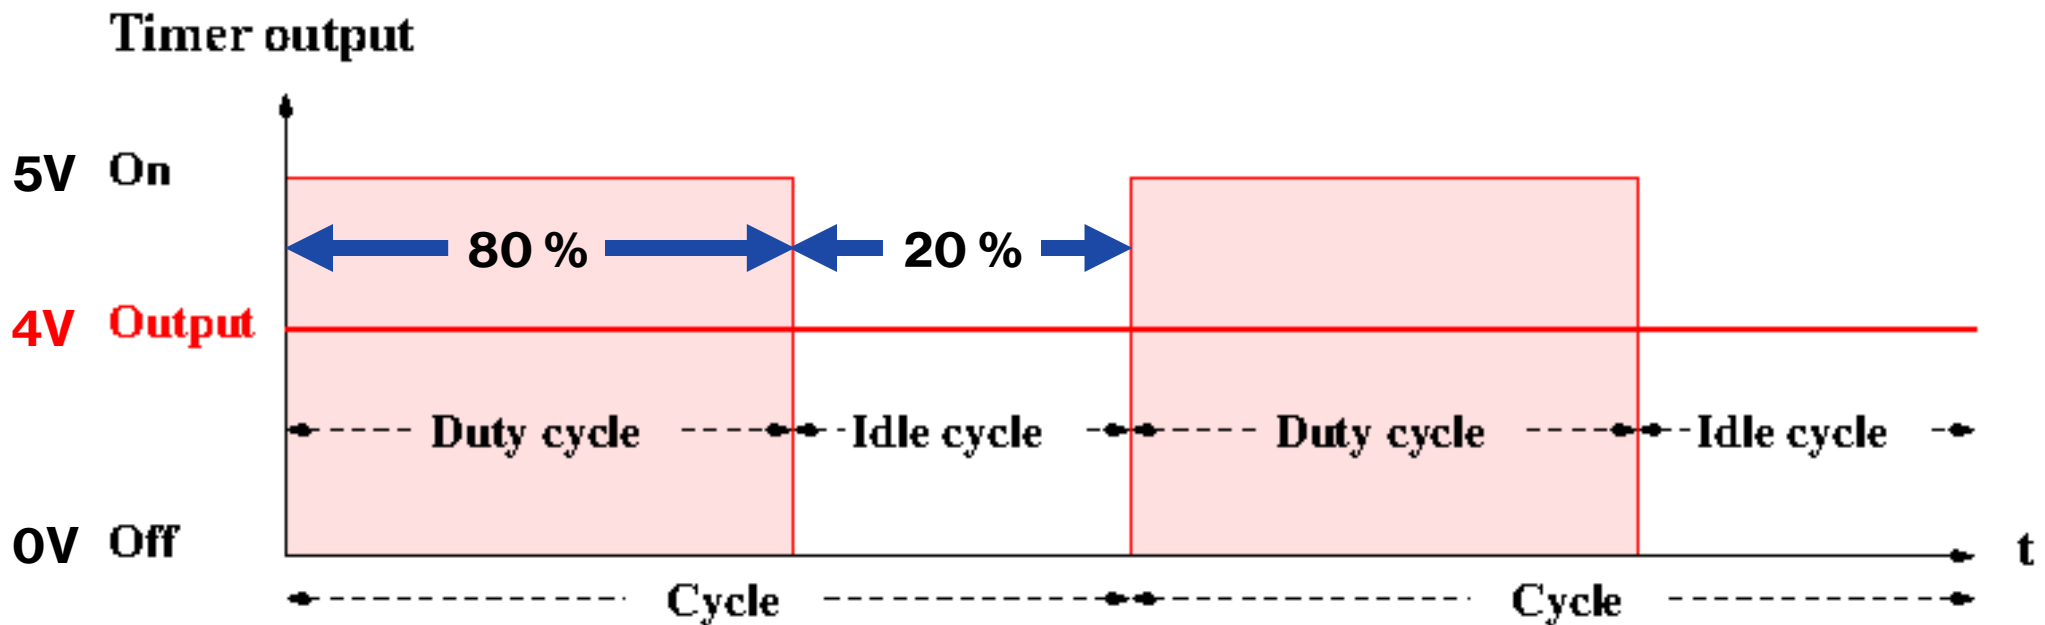 Timer output
5V On
80 % 20 %
4V Output
Duty cycle Idle cycle Duty cycle Idle cycle
0V Off
t
Cycle Cycle